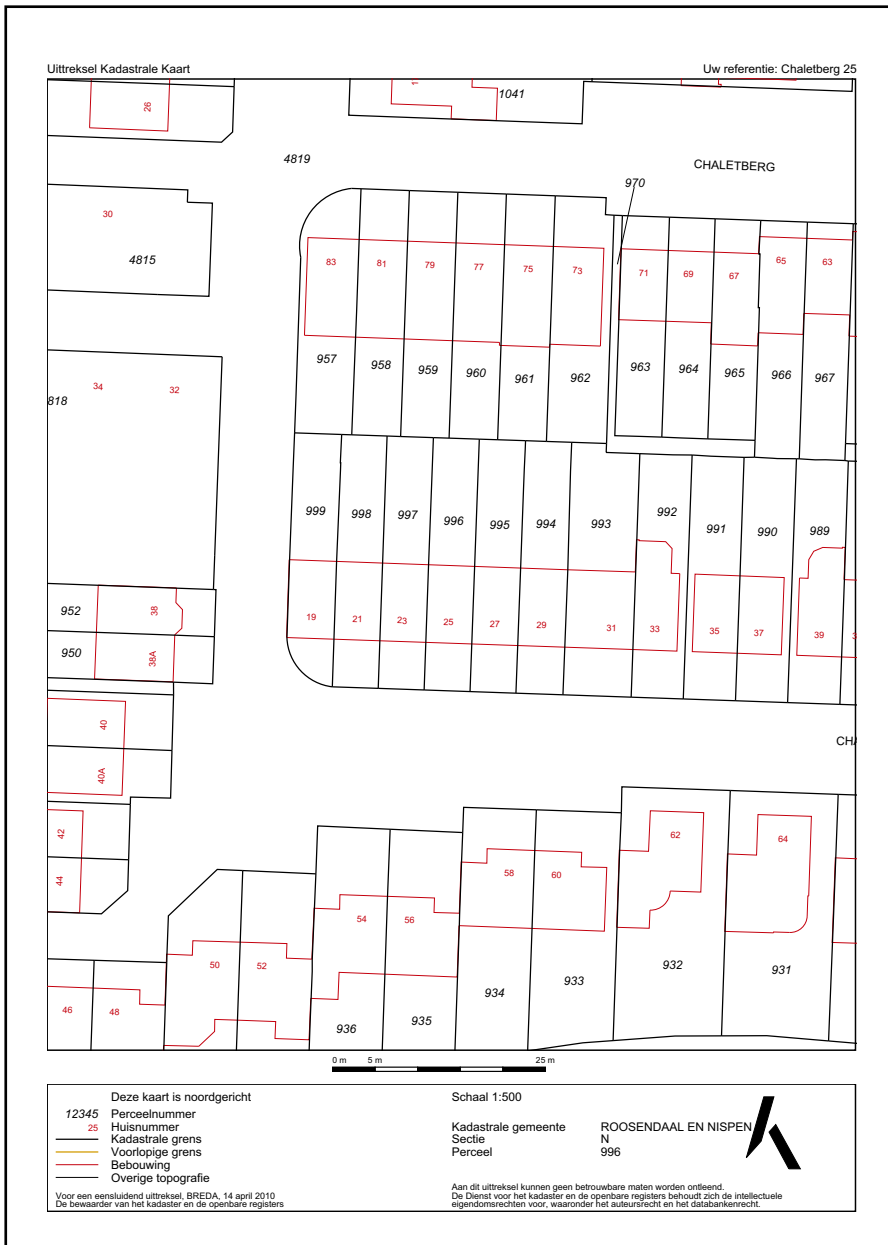 Uittreksel Kadastrale Kaart
Uw referentie: Chaletberg 25
26
1041
4819
CHALETBERG
970
30
4815
83 81 79 77 75 73 71 69 67 65 63
957 958 959 960 961 962 963 964 965 966 967
34 32
818
999 998 997 996 995 994 993 992 991 990 989
19 21 23 25 27 29 31 33 35 37 39
952 38
950 38A
40
40A
CHA
42
44
62 64
58 60
54 56
50 52
46 48
936 935 934 933 932 931
0 m 5 m 25 m
Deze kaart is noordgericht
12345 Perceelnummer
25 Huisnummer
Kadastrale grens
Voorlopige grens
Bebouwing
Overige topografie
Voor een eensluidend uittreksel, BREDA, 14 april 2010
De bewaarder van het kadaster en de openbare registers
Schaal 1:500
Kadastrale gemeente ROOSENDAAL EN NISPEN
Sectie N
Perceel 996
Aan dit uittreksel kunnen geen betrouwbare maten worden ontleend.
De Dienst voor het kadaster en de openbare registers behoudt zich de intellectuele
eigendomsrechten voor, waaronder het auteursrecht en het databankenrecht.